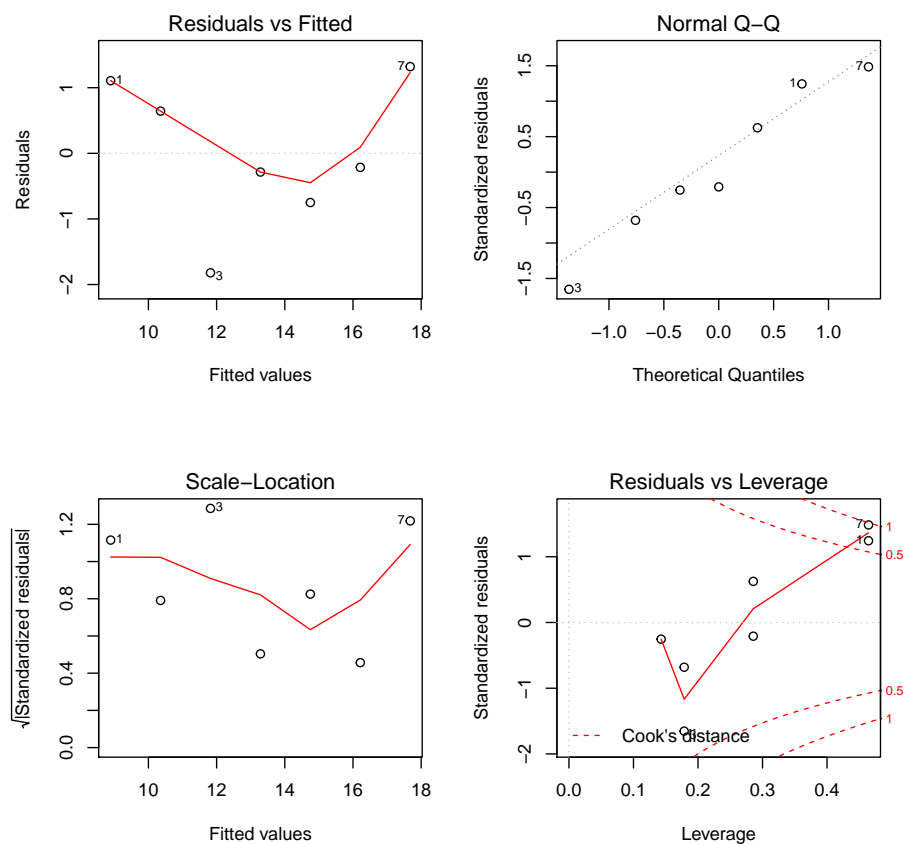 Residuals vs Fitted
Residuals
1
0
−1
−2
1
3
7
10 12 14 16 18
Fitted values
Normal Q−Q
Standardized residuals
1.5
0.5
−0.5
−1.5
3
1
7
−1.0 −0.5 0.0 0.5 1.0
Theoretical Quantiles
Scale−Location
√|Standardized residuals|
1.2
0.8
0.4
0.0
1
3
7
10 12 14 16 18
Fitted values
Residuals vs Leverage
Standardized residuals
1
0
−1
−2
7
1
1
0.5
0.5
1
Cook's distance
0.0 0.1 0.2 0.3 0.4
Leverage